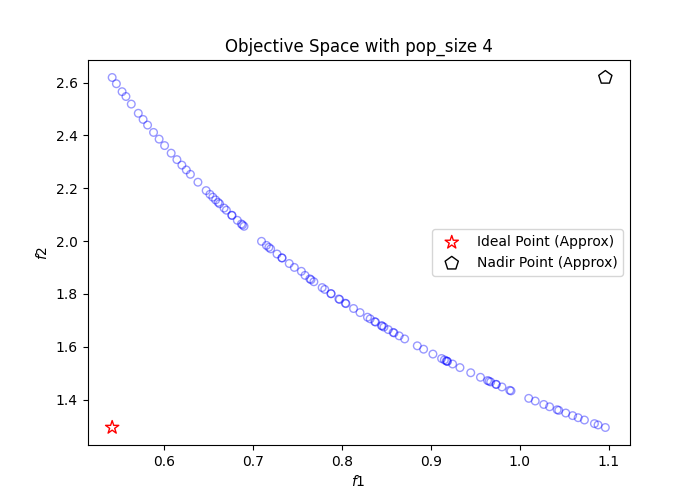 Objective Space with pop_size 4
2.6
2.4
2.2
2.0
1.8
1.6
1.4
f2
Ideal Point (Approx)
Nadir Point (Approx)
0.6 0.7 0.8 0.9 1.0 1.1
f1